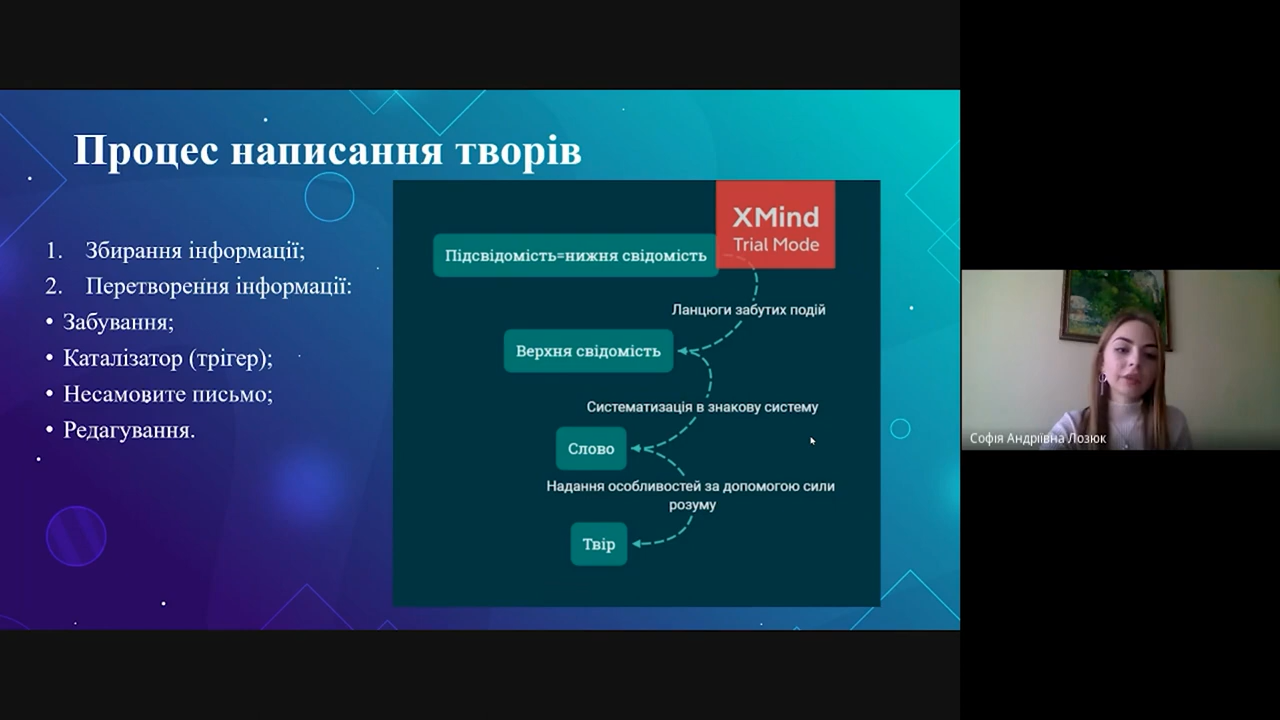 Процес написання творів
1. Збирання інформації;
2. Перетворення інформації:
• Забування;
• Каталізатор (трігер);
• Несамовите письмо;
• Редагування.
XMind
Trial Mode
Підсвідомість=нижня свідомість
Ланцюги забутих подій
Верхня свідомість
Систематизація в знакову систему
Слово
Надання особливостей за допомогою сили
розуму
Твір
Софія Андріївна Лозюк